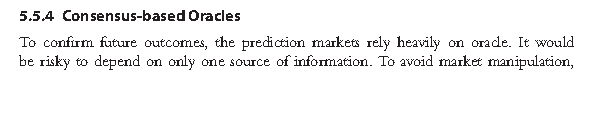 5.5.4 Consensus-based Oracles
To confirm future outcomes, the prediction markets rely heavily on oracle. It would
be risky to depend on only one source of information. To avoid market manipulation,